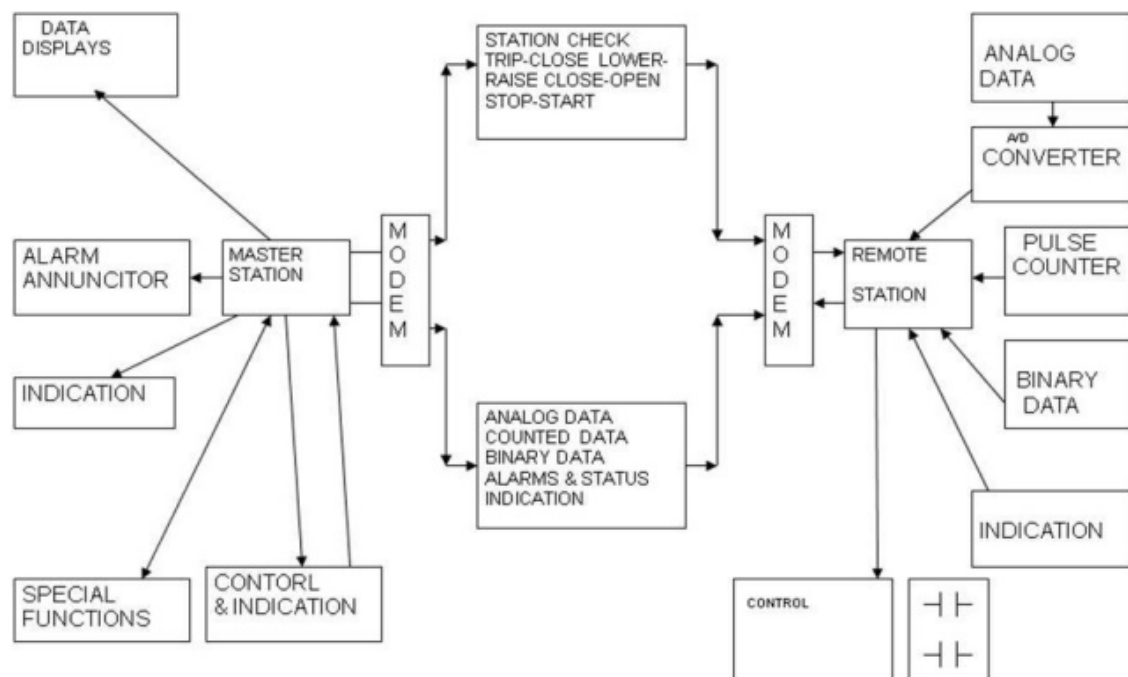 DATA
DISPLAYS
STATION CHECK
TRIP-CLOSE LOWER-
RAISE CLOSE-OPEN
STOP-START
ANALOG
DATA
A/D
CONVERTER
ALARM
ANNUNCITOR
MASTER
STATION
M
O
D
E
M
M
O
D
E
M
REMOTE
STATION
PULSE
COUNTER
INDICATION
ANALOG DATA
COUNTED DATA
BINARY DATA
ALARMS & STATUS
INDICATION
BINARY
DATA
INDICATION
SPECIAL
FUNCTIONS
CONTORL
& INDICATION
CONTROL